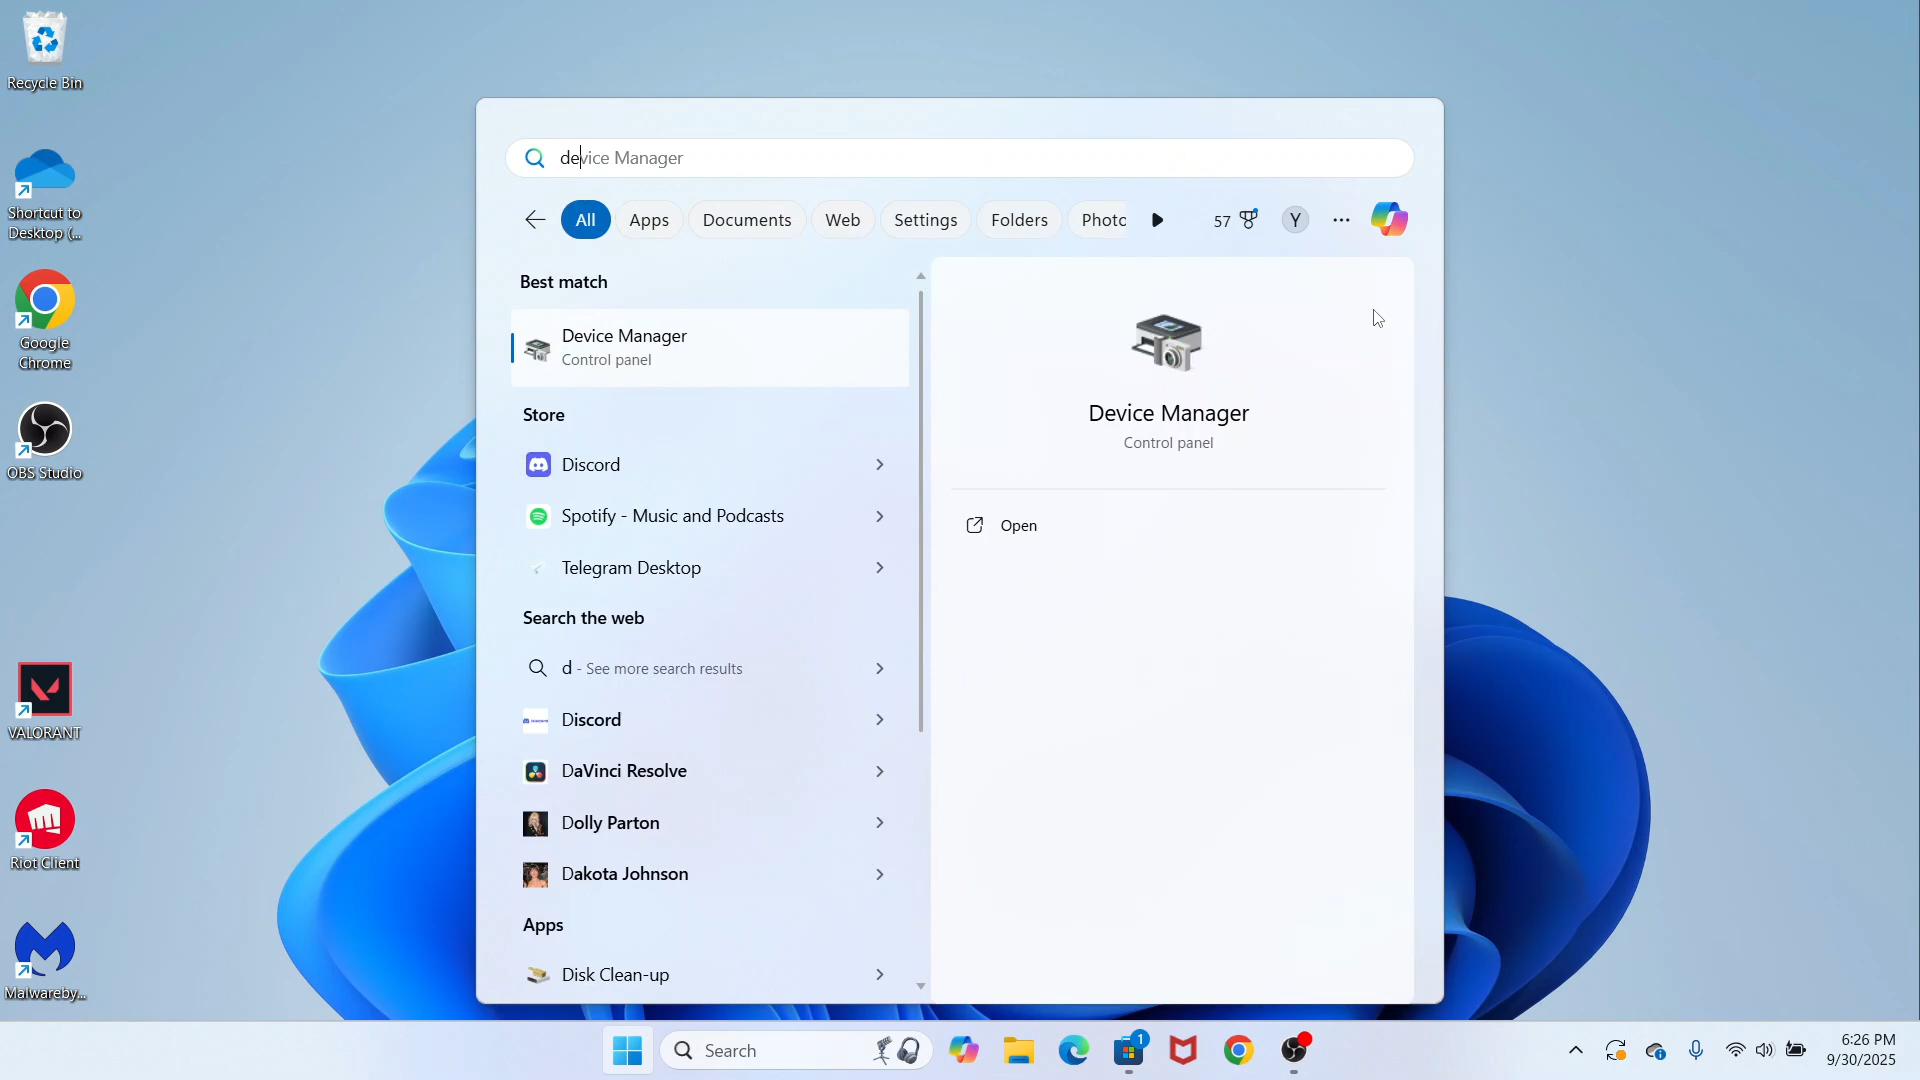 Recycle Bin
Shortcut to
Desktop (...
Google
Chrome
OBS Studio
VALORANT
Riot Client
Malwareby...
device Manager
All
Apps
Documents
Web
Settings
Folders
Photo
57
Y
Best match
Device Manager
Control panel
Store
Discord
Spotify - Music and Podcasts
Telegram Desktop
Search the web
d - See more search results
Discord
DaVinci Resolve
Dolly Parton
Dakota Johnson
Apps
Disk Clean-up
Device Manager
Control panel
Open
Search
1
6:26 PM
9/30/2025